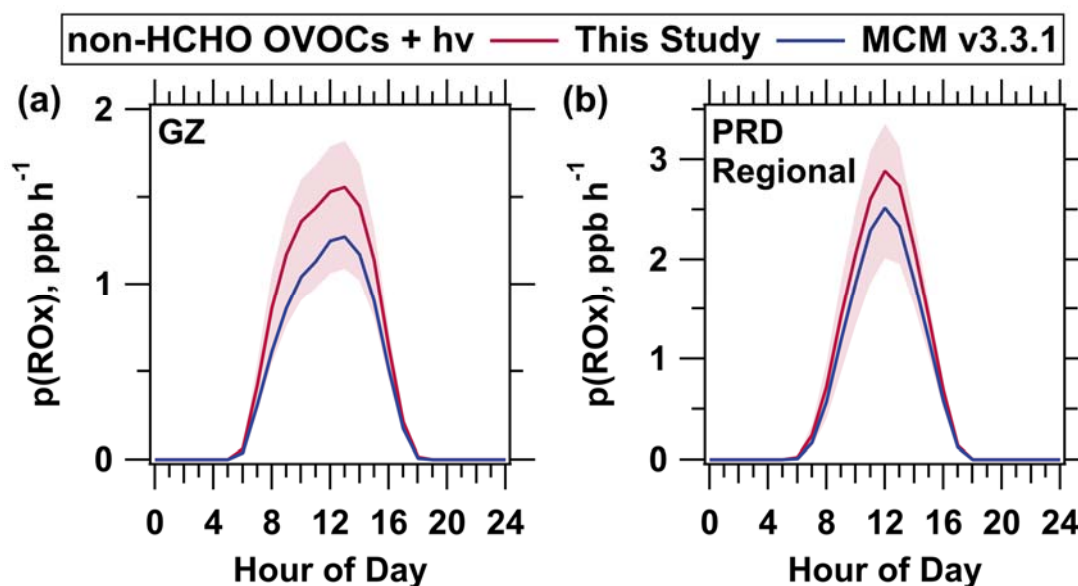 non-HCHO OVOCs + hv This Study MCM v3.3.1
(a) (b)
GZ
PRD
Regional
p(ROx), ppb h⁻¹
2
1
0
0 4 8 12 16 20 24
Hour of Day
p(ROx), ppb h⁻¹
3
2
1
0
0 4 8 12 16 20 24
Hour of Day